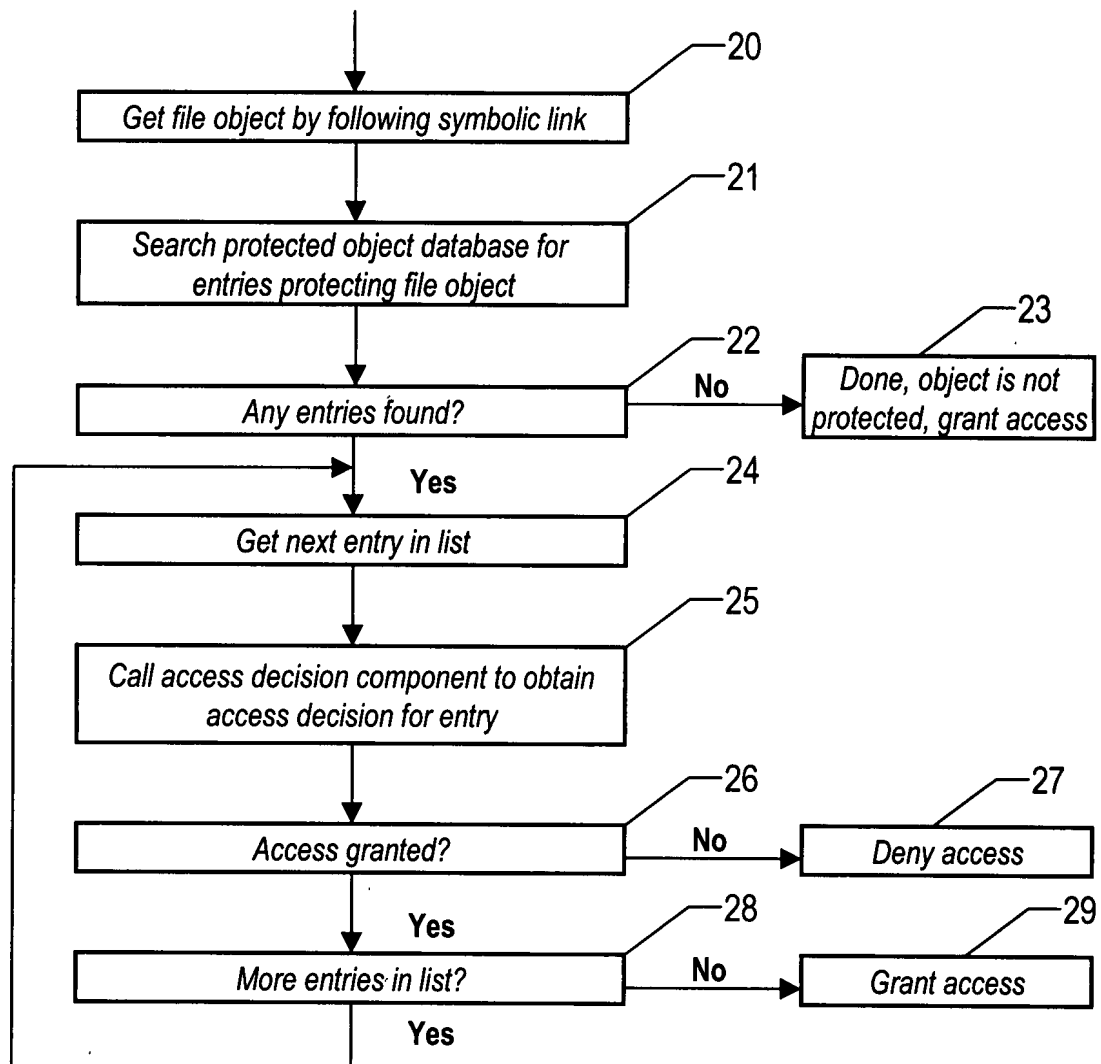 20
Get file object by following symbolic link
21
Search protected object database for
entries protecting file object
22
Any entries found?
No
23
Done, object is not
protected, grant access
Yes
24
Get next entry in list
25
Call access decision component to obtain
access decision for entry
26
Access granted?
No
27
Deny access
Yes
28
More entries in list?
No
29
Grant access
Yes